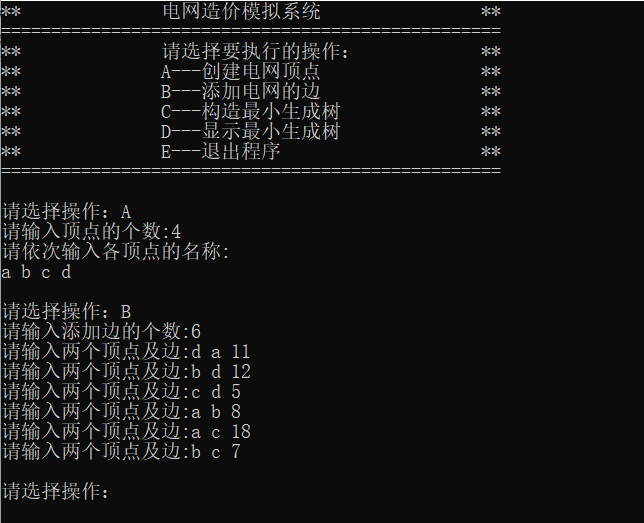 **              电网造价模拟系统                **
==================================================
**              请选择要执行的操作:             **
**              A---创建电网顶点                **
**              B---添加电网的边                **
**              C---构造最小生成树              **
**              D---显示最小生成树              **
**              E---退出程序                    **
==================================================
请选择操作：A
请输入顶点的个数:4
请依次输入各顶点的名称:
a b c d
请选择操作：B
请输入添加边的个数:6
请输入两个顶点及边:d a 11
请输入两个顶点及边:b d 12
请输入两个顶点及边:c d 5
请输入两个顶点及边:a b 8
请输入两个顶点及边:a c 18
请输入两个顶点及边:b c 7
请选择操作：